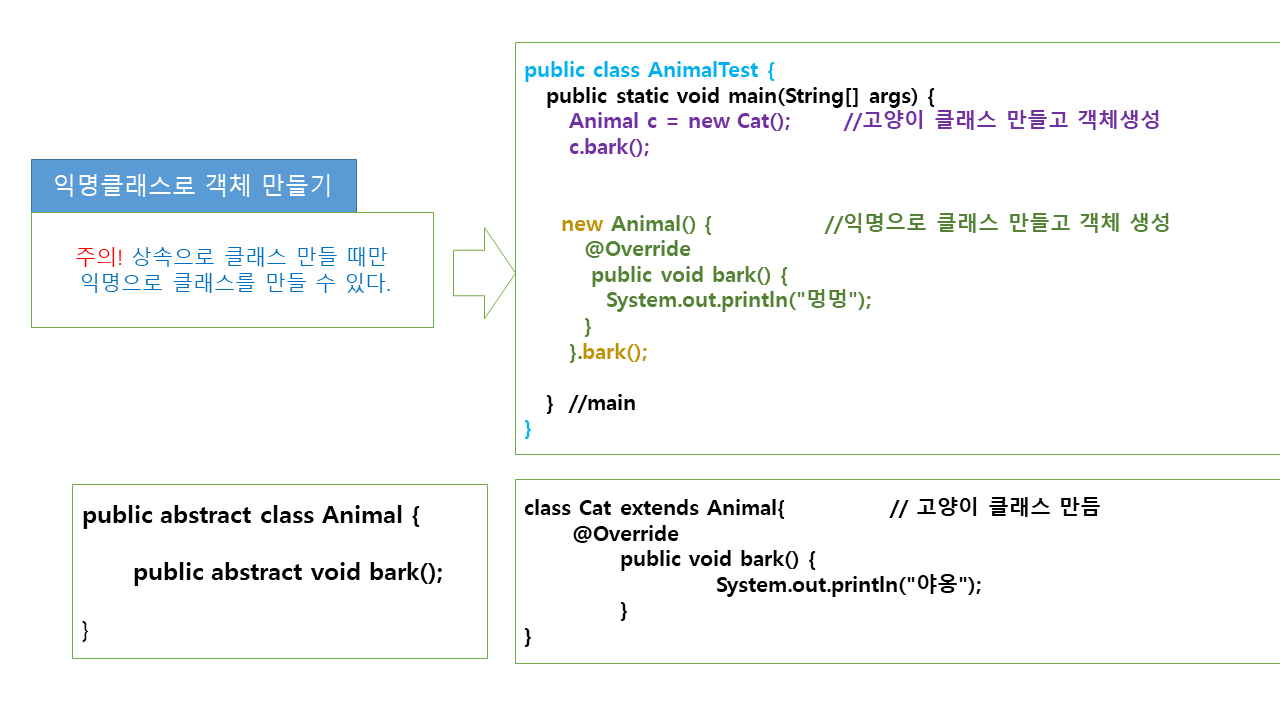 익명클래스로 객체 만들기
주의! 상속으로 클래스 만들 때만
익명으로 클래스를 만들 수 있다.
public class AnimalTest {
public static void main(String[] args) {
Animal c = new Cat(); //고양이 클래스 만들고 객체생성
c.bark();
new Animal() { //익명으로 클래스 만들고 객체 생성
@Override
public void bark() {
System.out.println("멍멍");
}
}.bark();
} //main
}
public abstract class Animal {
public abstract void bark();
}
class Cat extends Animal{ // 고양이 클래스 만듬
@Override
public void bark() {
System.out.println("야옹");
}
}